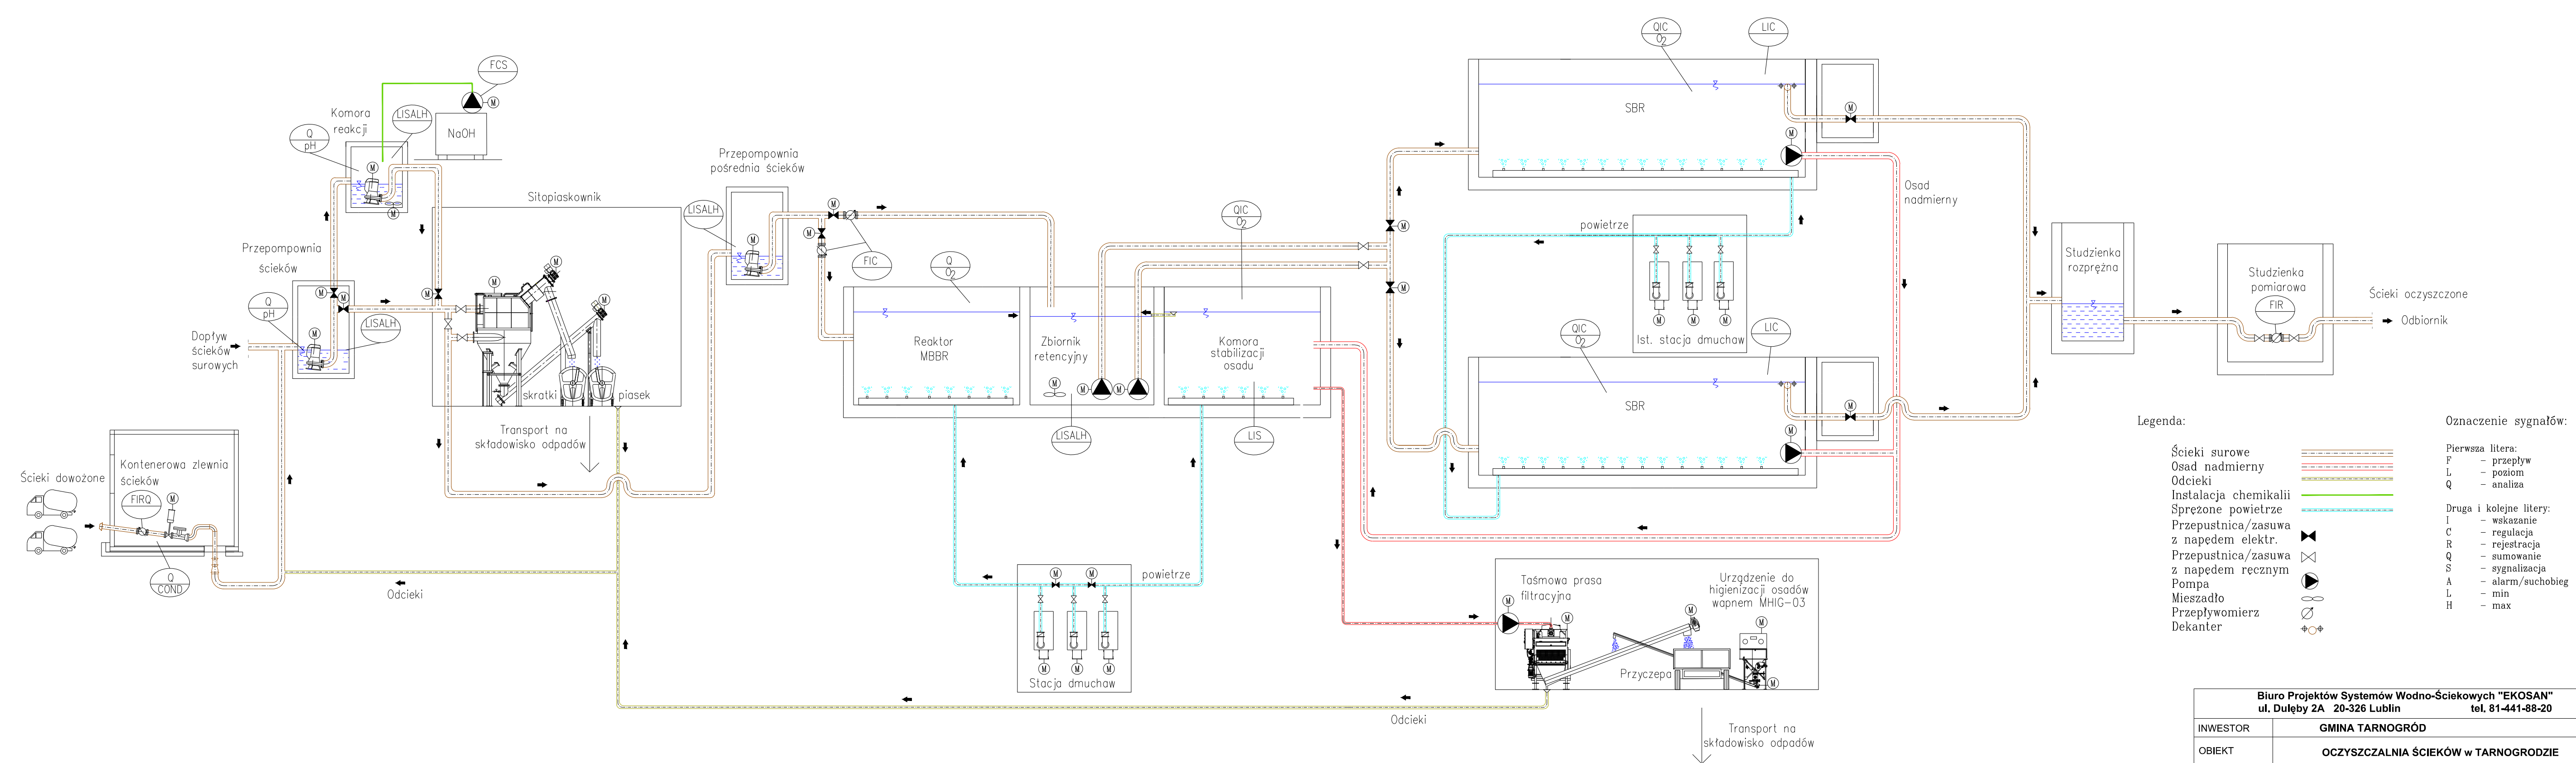 FCS
M
NaOH
Komora
reakcji
LISALH
Q
pH
M
M
Przepompownia
ścieków
Q
pH
M
M
M
LISALH
Dopływ
ścieków
surowych
Ścieki dowożone
Kontenerowa zlewnia
ścieków
FIRQ
M
Q
COND
Odcieki
Sitopiaskownik
M
M
M
M
skratki
piasek
Transport na
składowisko odpadów
Przepompownia
pośrednia ścieków
LISALH
M
M
M
FIC
Q
O2
Reaktor
MBBR
Zbiornik
retencyjny
M
M
M
LISALH
QIC
O2
Komora
stabilizacji
osadu
LIS
M
M
powietrze
M
M
M
Stacja dmuchaw
Odcieki
M
M
QIC
O2
LIC
SBR
M
M
Osad
nadmierny
powietrze
M
M
M
Ist. stacja dmuchaw
QIC
O2
LIC
SBR
M
M
Taśmowa prasa
filtracyjna
M
M
Urządzenie do
higienizacji osadów
wapnem MHIG-03
M
M
M
Przyczepa
Transport na
składowisko odpadów
Studzienka
rozprężna
Studzienka
pomiarowa
FIR
Ścieki oczyszczone
Odbiornik
Legenda:
Ścieki surowe
Osad nadmierny
Odcieki
Instalacja chemikalii
Sprężone powietrze
Przepustnica/zasuwa
z napędem elektr.
Przepustnica/zasuwa
z napędem ręcznym
Pompa
Mieszadło
Przepływomierz
Dekanter
Oznaczenie sygnałów:
Pierwsza litera:
F - przepływ
L - poziom
Q - analiza
Druga i kolejne litery:
I - wskazanie
C - regulacja
R - rejestracja
Q - sumowanie
S - sygnalizacja
A - alarm/suchobieg
L - min
H - max
Biuro Projektów Systemów Wodno-Ściekowych "EKOSAN"
ul. Dulęby 2A 20-326 Lublin tel. 81-441-88-20
INWESTOR GMINA TARNOGRÓD
OBIEKT OCZYSZCZALNIA ŚCIEKÓW w TARNOGRODZIE